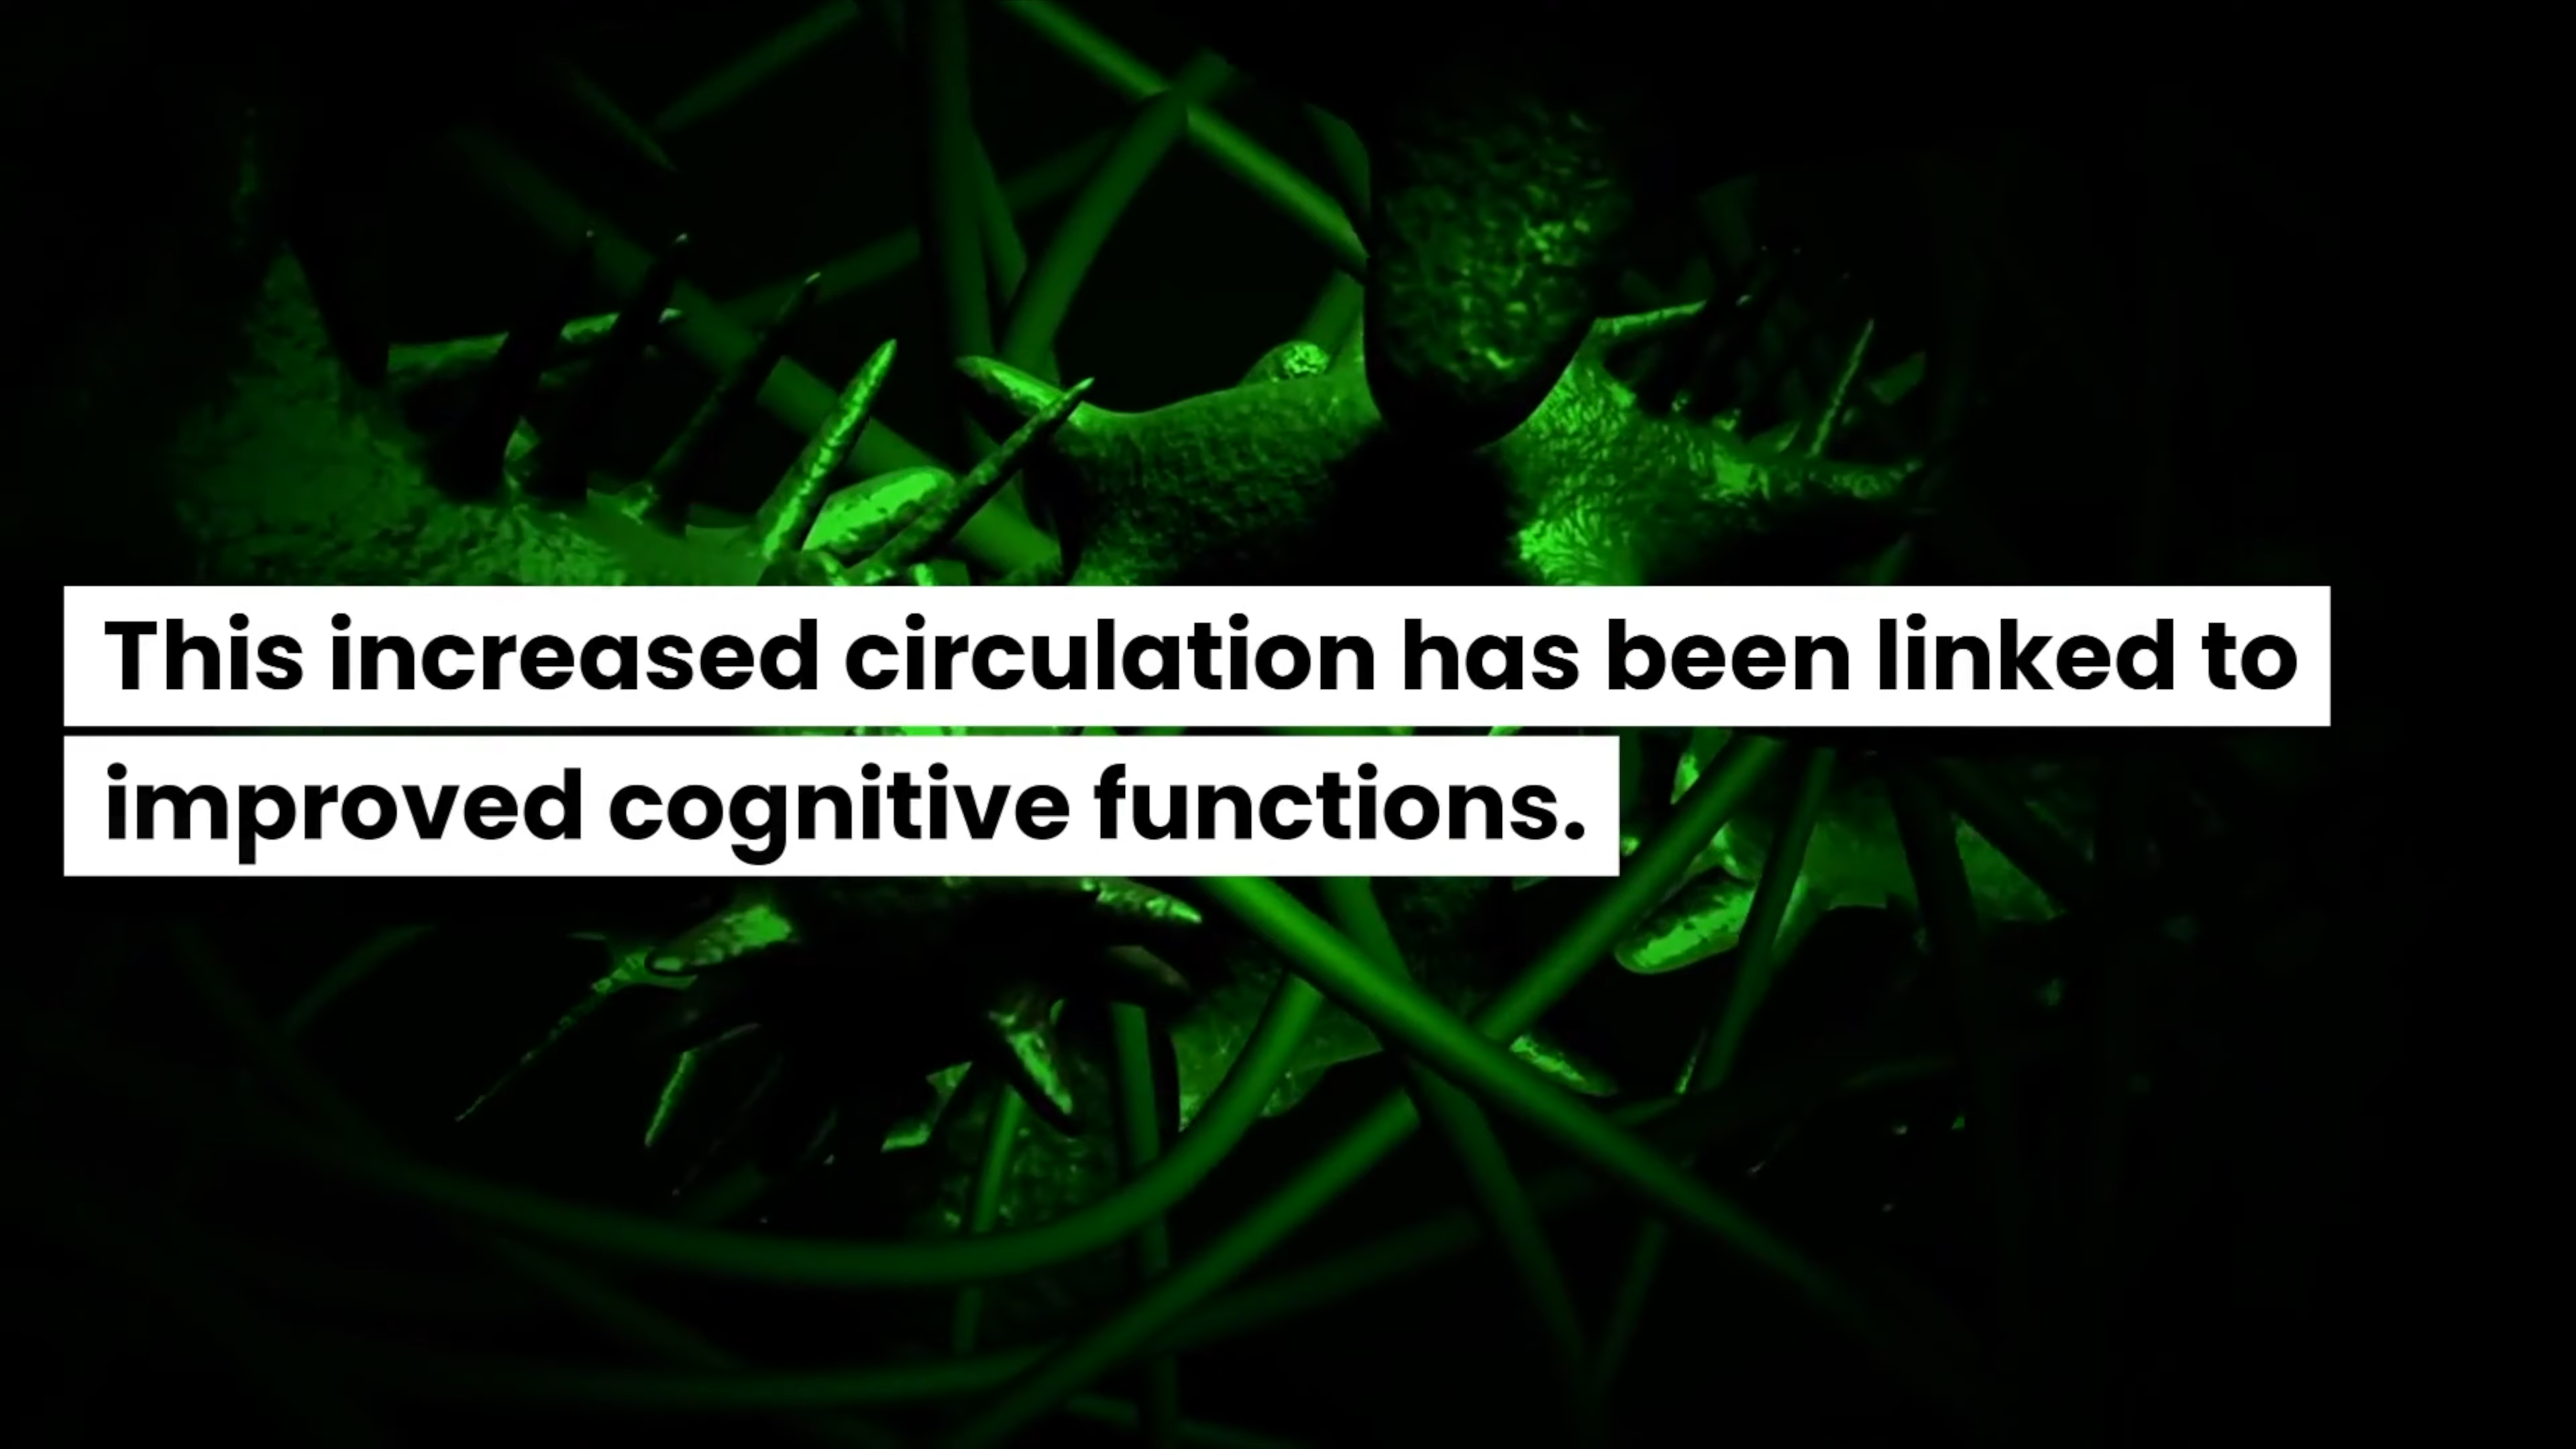 This increased circulation has been linked to
improved cognitive functions.